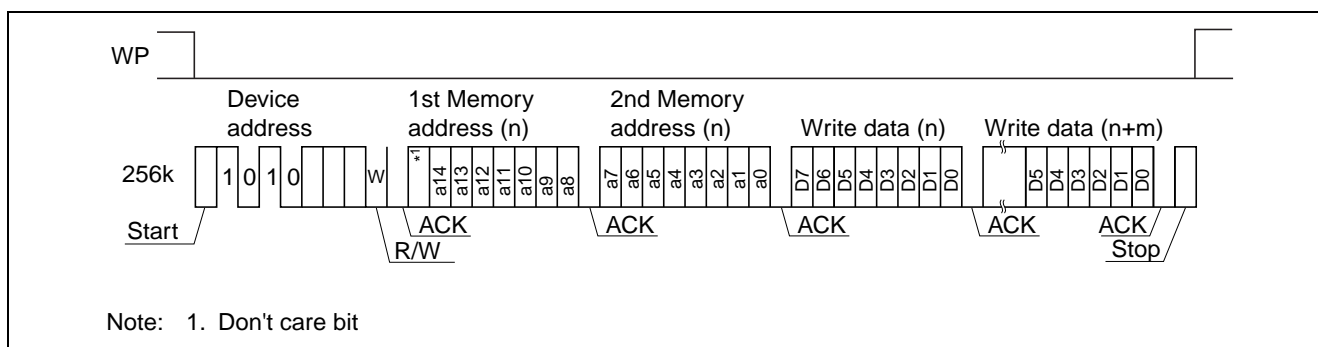 WP
Device address
1st Memory address (n)
2nd Memory address (n)
Write data (n)
Write data (n+m)
256k
1 0 1 0
W
*1 a14 a13 a12 a11 a10 a9 a8
a7 a6 a5 a4 a3 a2 a1 a0
D7 D6 D5 D4 D3 D2 D1 D0
D5 D4 D3 D2 D1 D0
Start
R/W
ACK
ACK
ACK
ACK
ACK
Stop
Note: 1. Don't care bit